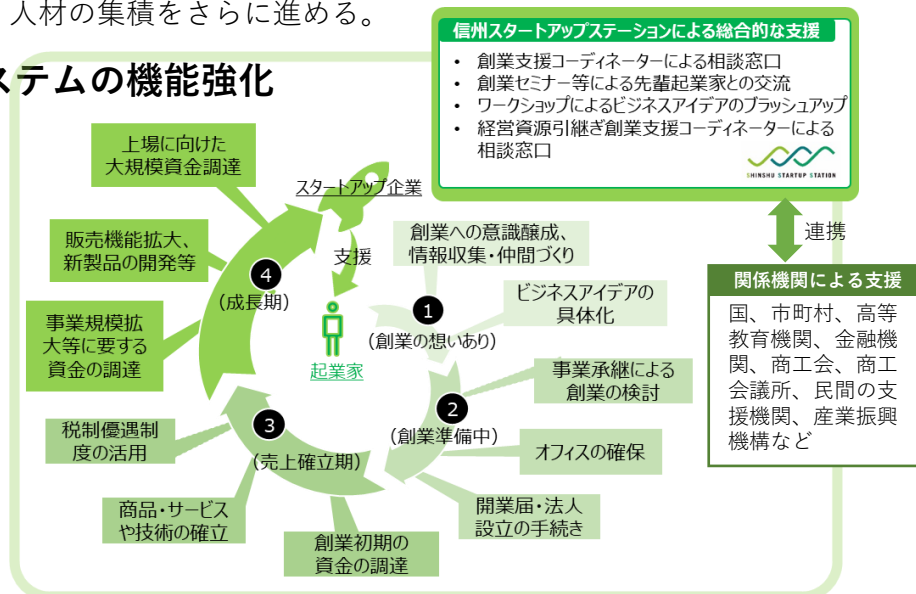 人材の集積をさらに進める。
ステムの機能強化
信州スタートアップステーションによる総合的な支援
• 創業支援コーディネーターによる相談窓口
• 創業セミナー等による先輩起業家との交流
• ワークショップによるビジネスアイデアのブラッシュアップ
• 経営資源引継ぎ創業支援コーディネーターによる
相談窓口
SHINSHU STARTUP STATION
連携
関係機関による支援
国、市町村、高等
教育機関、金融機
関、商工会、商工
会議所、民間の支
援機関、産業振興
機構など
スタートアップ企業
支援
起業家
1
(創業の想いあり)
創業への意識醸成、
情報収集・仲間づくり
ビジネスアイデアの
具体化
2
(創業準備中)
事業承継による
創業の検討
オフィスの確保
開業届・法人
設立の手続き
3
(売上確立期)
創業初期の
資金の調達
商品・サービス
や技術の確立
税制優遇制
度の活用
4
(成長期)
事業規模拡
大等に要する
資金の調達
販売機能拡大、
新製品の開発等
上場に向けた
大規模資金調達